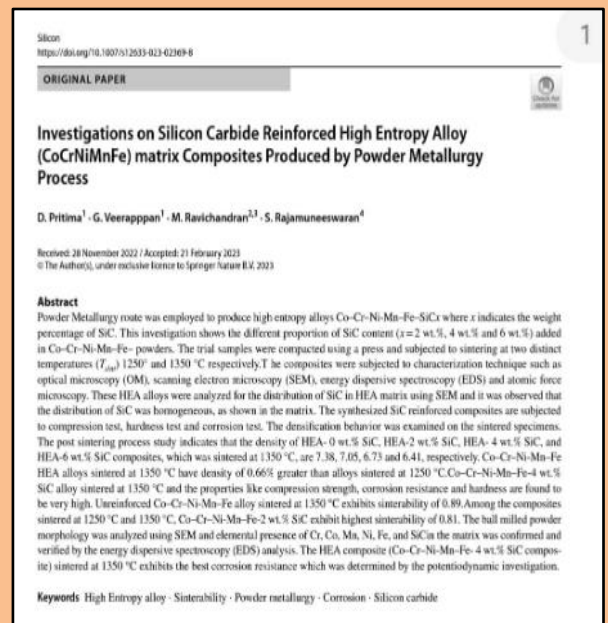 1
Silicon
https://doi.org/10.1007/s12633-023-02369-8
ORIGINAL PAPER
Check for
updates
Investigations on Silicon Carbide Reinforced High Entropy Alloy
(CoCrNiMnFe) matrix Composites Produced by Powder Metallurgy
Process
D. Pritima¹ · G. Veerapppan¹ · M. Ravichandran²,³ · S. Rajamuneeswaran⁴
Received: 28 November 2022 / Accepted: 21 February 2023
© The Author(s), under exclusive licence to Springer Nature B.V. 2023
Abstract
Powder Metallurgy route was employed to produce high entropy alloys Co-Cr-Ni-Mn-Fe-SiCx where x indicates the weight
percentage of SiC. This investigation shows the different proportion of SiC content (x=2 wt.%, 4 wt.% and 6 wt.%) added
in Co-Cr-Ni-Mn-Fe- powders. The trial samples were compacted using a press and subjected to sintering at two distinct
temperatures 1250° and 1350 °C respectively.T he composites were subjected to characterization technique such as
optical microscopy (OM), scanning electron microscopy (SEM), energy dispersive spectroscopy (EDS) and atomic force
microscopy. These HEA alloys were analyzed for the distribution of SiC in HEA matrix using SEM and it was observed that
the distribution of SiC was homogeneous, as shown in the matrix. The synthesized SiC reinforced composites are subjected
to compression test, hardness test and corrosion test. The densification behavior was examined on the sintered specimens.
The post sintering process study indicates that the density of HEA- 0 wt.% SiC, HEA-2 wt.% SiC, HEA- 4 wt.% SiC, and
HEA-6 wt.% SiC composites, which was sintered at 1350 °C, are 7.38, 7.05, 6.73 and 6.41, respectively. Co-Cr-Ni-Mn-Fe
HEA alloys sintered at 1350 °C have density of 0.66% greater than alloys sintered at 1250 °C.Co-Cr-Ni-Mn-Fe-4 wt.%
SiC alloy sintered at 1350 °C and the properties like compression strength, corrosion resistance and hardness are found to
be very high. Unreinforced Co-Cr-Ni-Mn-Fe alloy sintered at 1350 °C exhibits sinterability of 0.89. Among the composites
sintered at 1250 °C and 1350 °C, Co-Cr-Ni-Mn-Fe-2 wt.% SiC exhibit highest sinterability of 0.81. The ball milled powder
morphology was analyzed using SEM and elemental presence of Cr, Co, Mn, Ni, Fe, and SiCin the matrix was confirmed and
verified by the energy dispersive spectroscopy (EDS) analysis. The HEA composite (Co-Cr-Ni-Mn-Fe- 4 wt.% SiC compos-
ite) sintered at 1350 °C exhibits the best corrosion resistance which was determined by the potentiodynamic investigation.
Keywords High Entropy alloy · Sinterability · Powder metallurgy · Corrosion · Silicon carbide